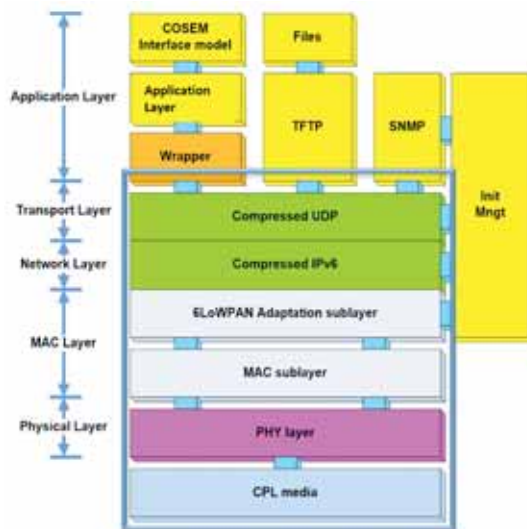 COSEM
Interface model
Files
Application Layer
Application
Layer
TFTP
SNMP
Wrapper
Init
Mngt
Transport Layer
Compressed UDP
Network Layer
Compressed IPv6
6LoWPAN Adaptation sublayer
MAC Layer
MAC sublayer
Physical Layer
PHY layer
CPL media